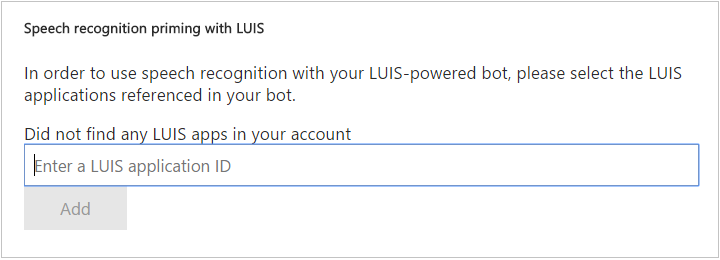 Speech recognition priming with LUIS
In order to use speech recognition with your LUIS-powered bot, please select the LUIS
applications referenced in your bot.
Did not find any LUIS apps in your account
Enter a LUIS application ID
Add